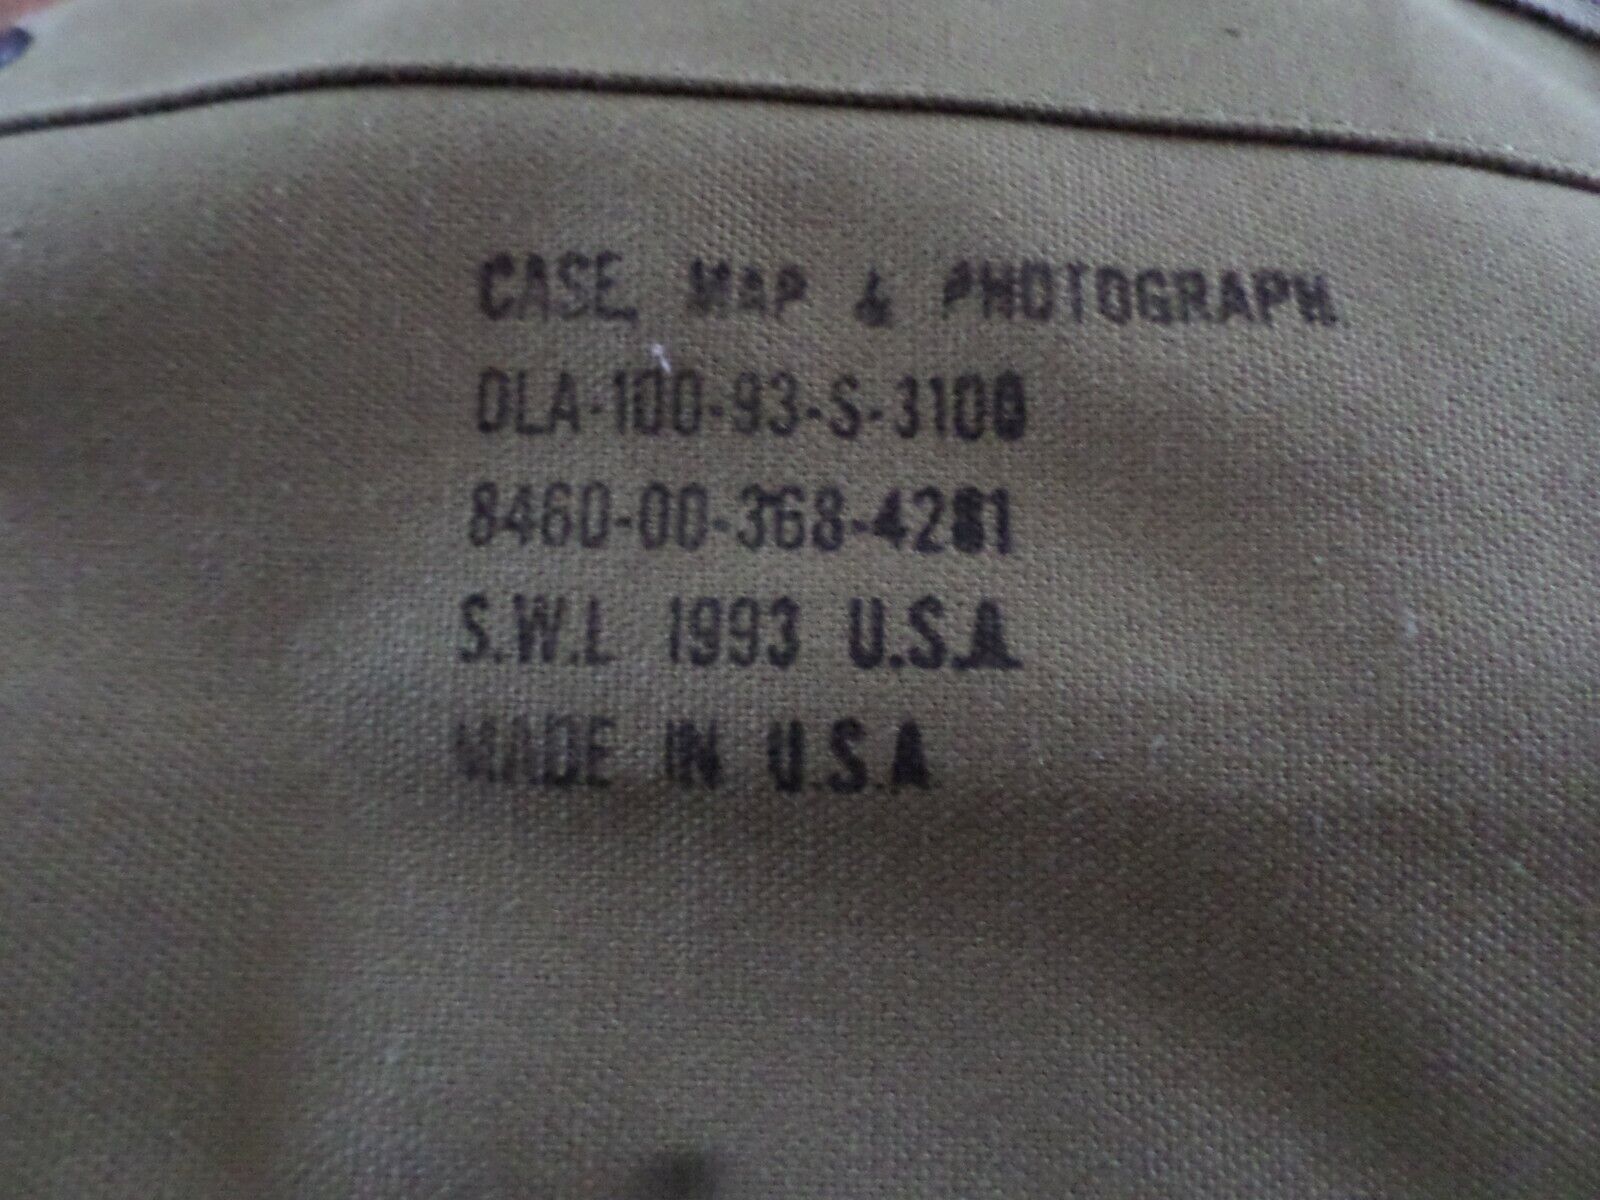 CASE, MAP & PHOTOGRAPH
DLA-100-93-S-3100
8460-00-368-4281
S.W.L 1993 U.S.A.
MADE IN U.S.A